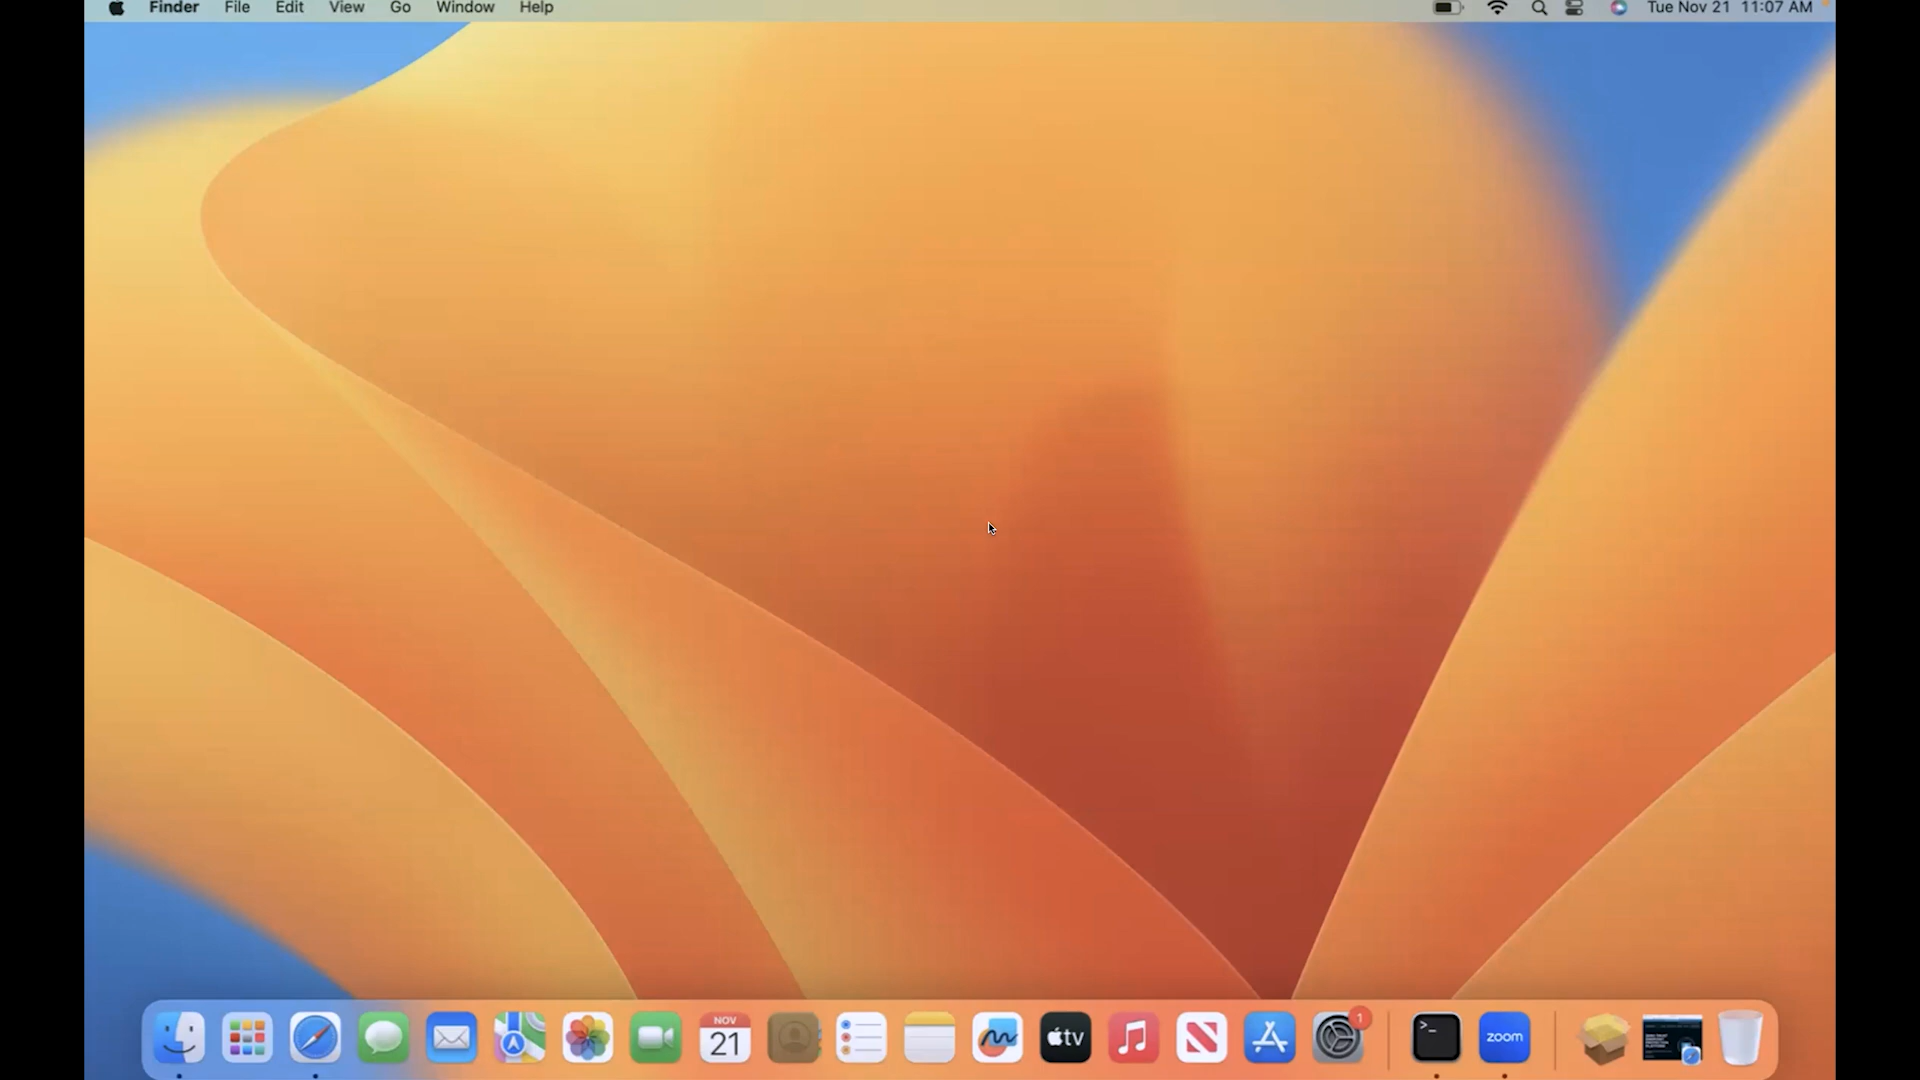 Finder File Edit View Go Window Help Tue Nov 21 11:07 AM
NOV
21
tv
1
>_
zoom